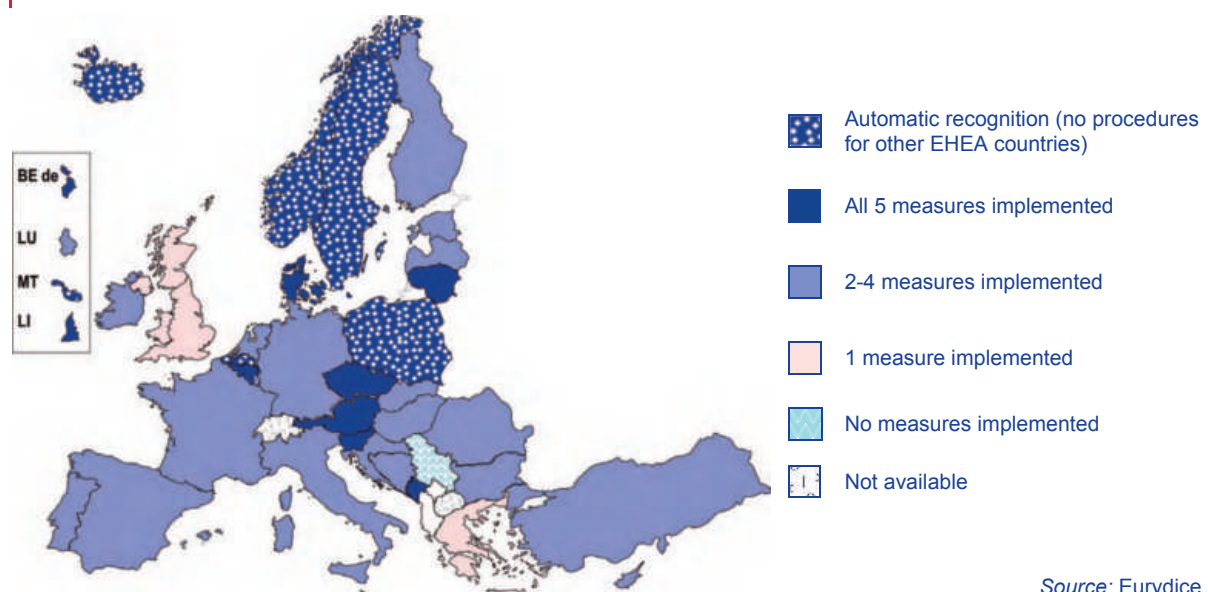 BE de
LU
MT
LI
Automatic recognition (no procedures
for other EHEA countries)
All 5 measures implemented
2-4 measures implemented
1 measure implemented
No measures implemented
Not available
Source: Eurydice